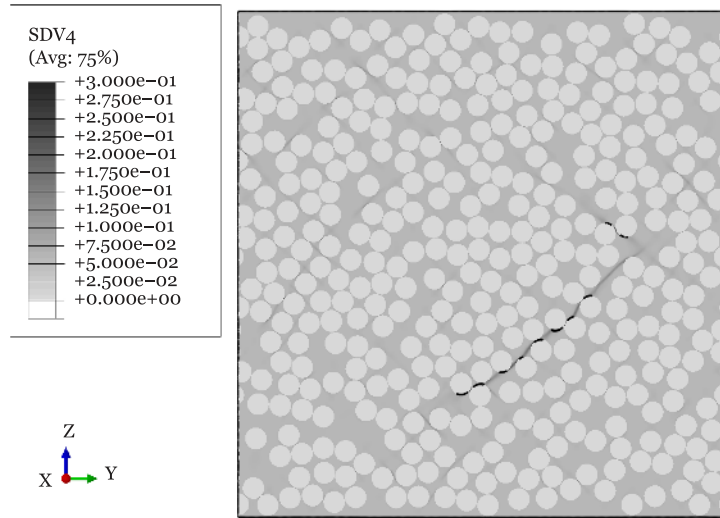 SDV4
(Avg: 75%)
+3.000e−01
+2.750e−01
+2.500e−01
+2.250e−01
+2.000e−01
+1.750e−01
+1.500e−01
+1.250e−01
+1.000e−01
+7.500e−02
+5.000e−02
+2.500e−02
+0.000e+00
Z
X
Y